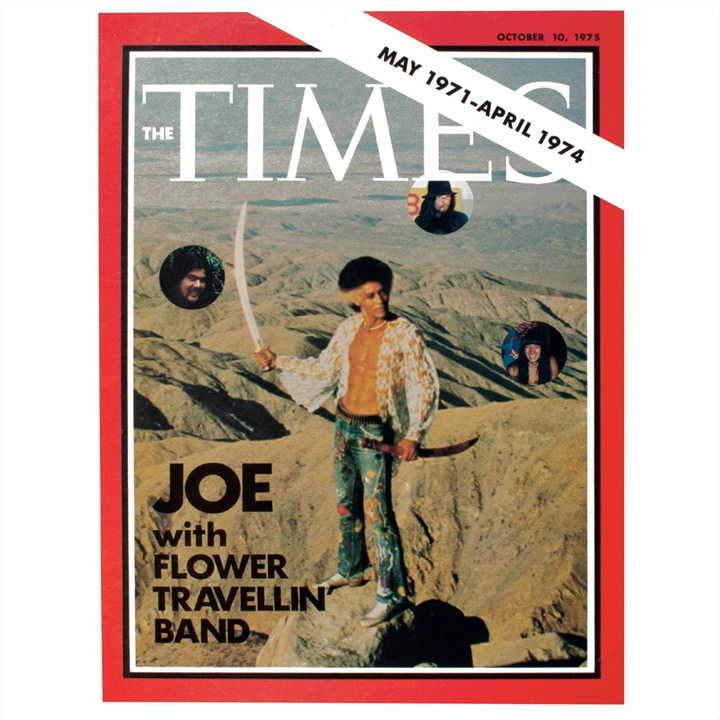 OCTOBER 10, 1975
MAY 1971-APRIL 1974
THE TIMES
JOE
with
FLOWER
TRAVELLIN'
BAND